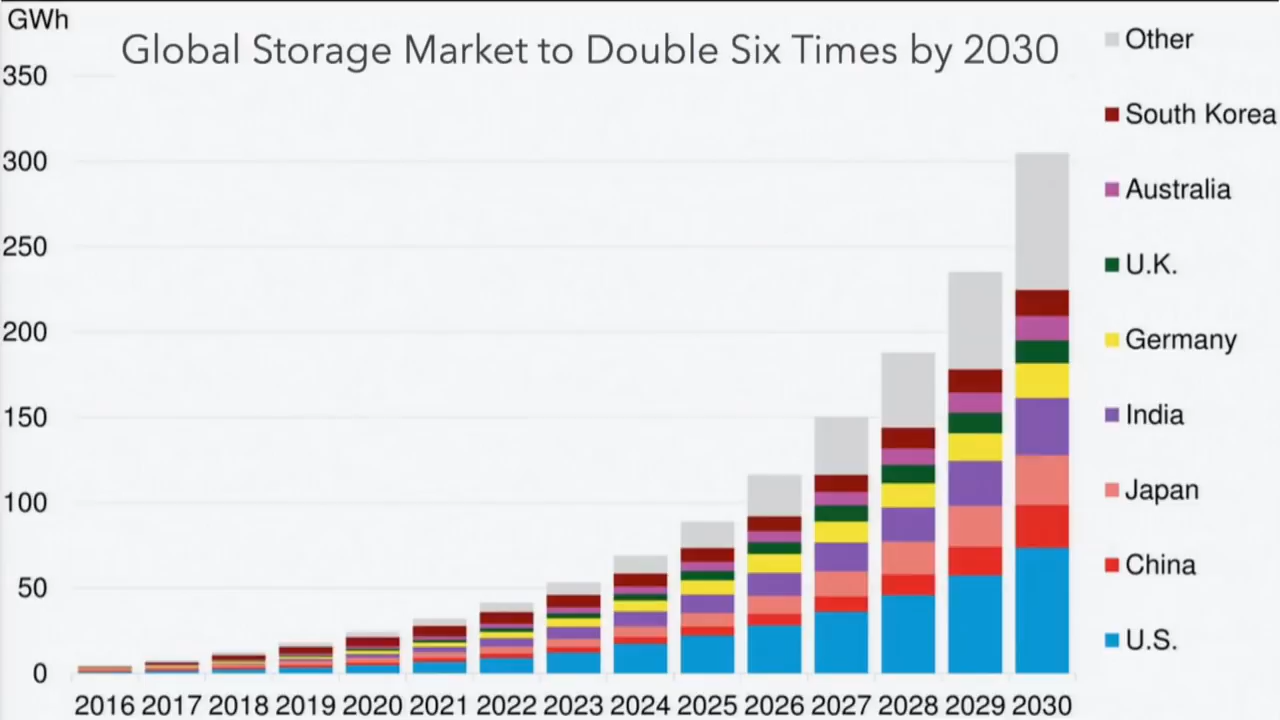 GWh
Global Storage Market to Double Six Times by 2030
350
300
250
200
150
100
50
0
2016 2017 2018 2019 2020 2021 2022 2023 2024 2025 2026 2027 2028 2029 2030
Other
South Korea
Australia
U.K.
Germany
India
Japan
China
U.S.